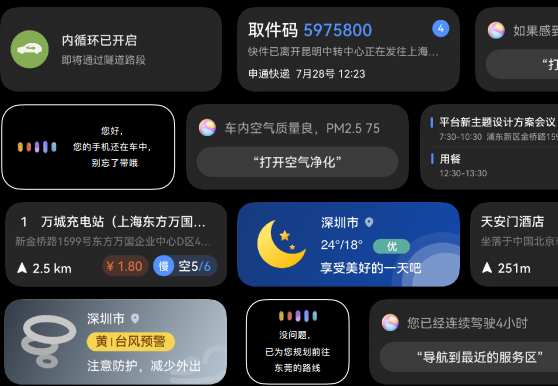 内循环已开启
即将通过隧道路段
取件码 5975800
4
快件已离开昆明中转中心正在发往上海...
申通快递 7月28号 12:23
如果感到
“打
您好,
您的手机还在车中,
别忘了带哦
车内空气质量良，PM2.5 75
“打开空气净化”
平台新主题设计方案会议
7:30-10:30 浦东新区金桥路159
用餐
12:30-13:30
1 万城充电站（上海东方万国...
新金桥路1599号东方万国企业中心D区4...
2.5 km
￥1.80
慢 空5/6
深圳市
24°/18° 优
享受美好的一天吧
天安门酒店
坐落于中国北京市
251m
深圳市
黄|台风预警
注意防护，减少外出
没问题,
已为您规划前往
东莞的路线
您已经连续驾驶4小时
“导航到最近的服务区”